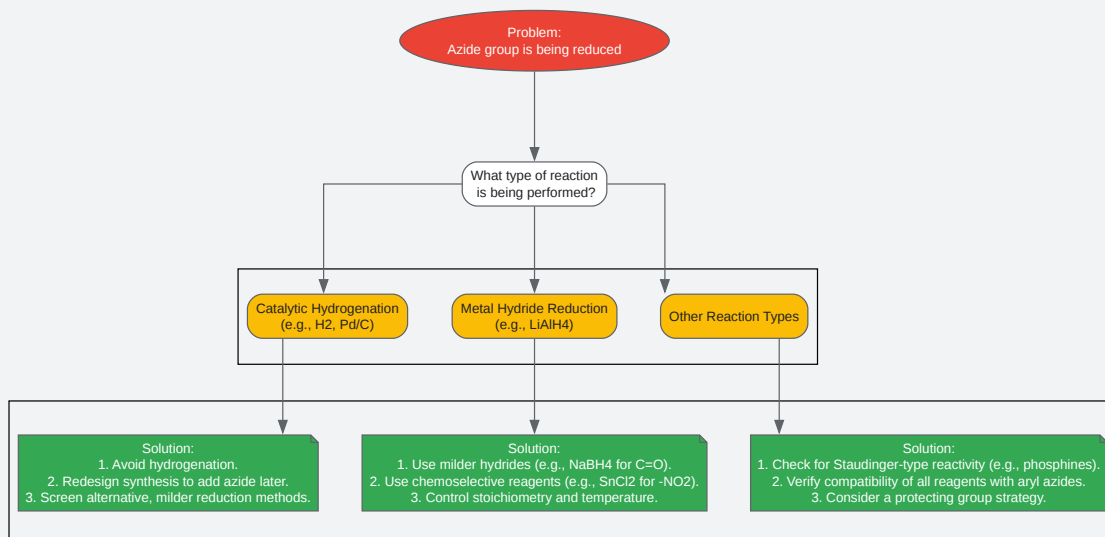 Problem:
Azide group is being reduced
What type of reaction
is being performed?
Catalytic Hydrogenation
(e.g., H2, Pd/C)
Metal Hydride Reduction
(e.g., LiAlH4)
Other Reaction Types
Solution:
1. Avoid hydrogenation.
2. Redesign synthesis to add azide later.
3. Screen alternative, milder reduction methods.
Solution:
1. Use milder hydrides (e.g., NaBH4 for C=O).
2. Use chemoselective reagents (e.g., SnCl2 for -NO2).
3. Control stoichiometry and temperature.
Solution:
1. Check for Staudinger-type reactivity (e.g., phosphines).
2. Verify compatibility of all reagents with aryl azides.
3. Consider a protecting group strategy.